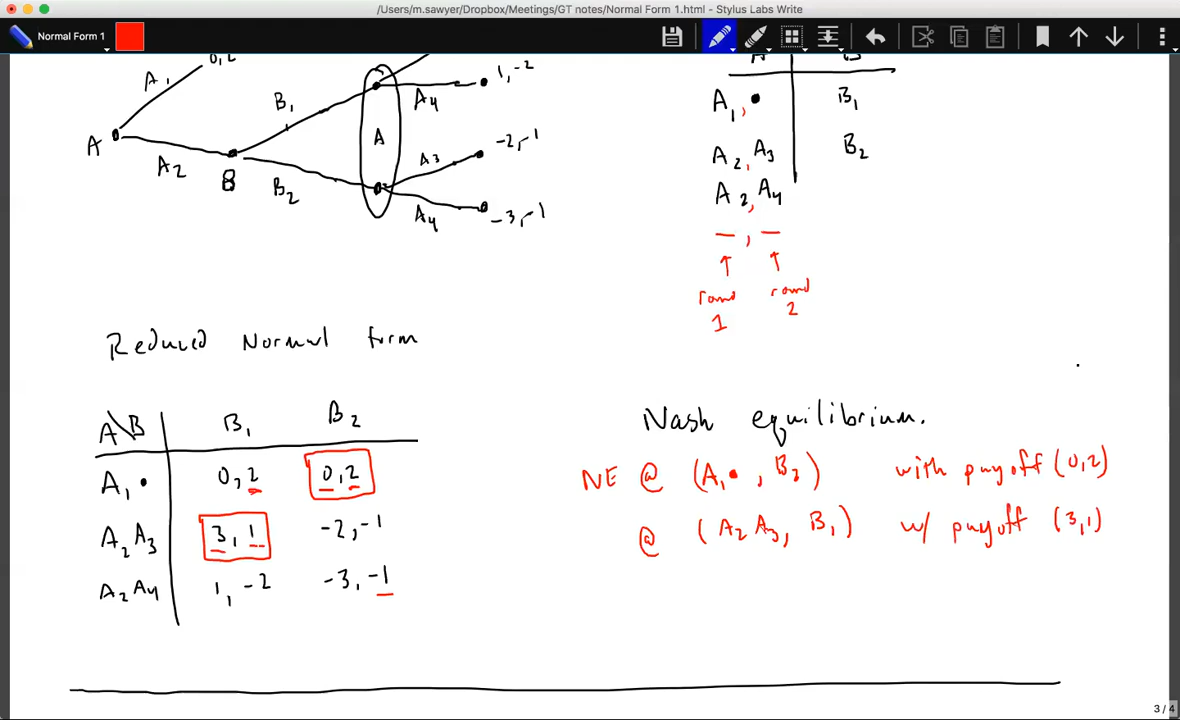 /Users/m.sawyer/Dropbox/Meetings/GT notes/Normal Form 1.html - Stylus Labs Write
Normal Form 1
A1
0,2
B1
A4
1,-2
A
A
A2
B
B2
A3
-2,-1
A4
-3,-1
A1, •
B1
A2, A3
B2
A2, A4
—, —
round round
1 2
Reduced Normal form
A\B B1 B2
A1 • 0,2 0,2
A2 A3 3,1 -2,-1
A2 A4 1,-2 -3,-1
Nash equilibrium.
NE @ (A1 •, B2) with payoff (0,2)
@ (A2 A3, B1) w/ payoff (3,1)
3 / 4